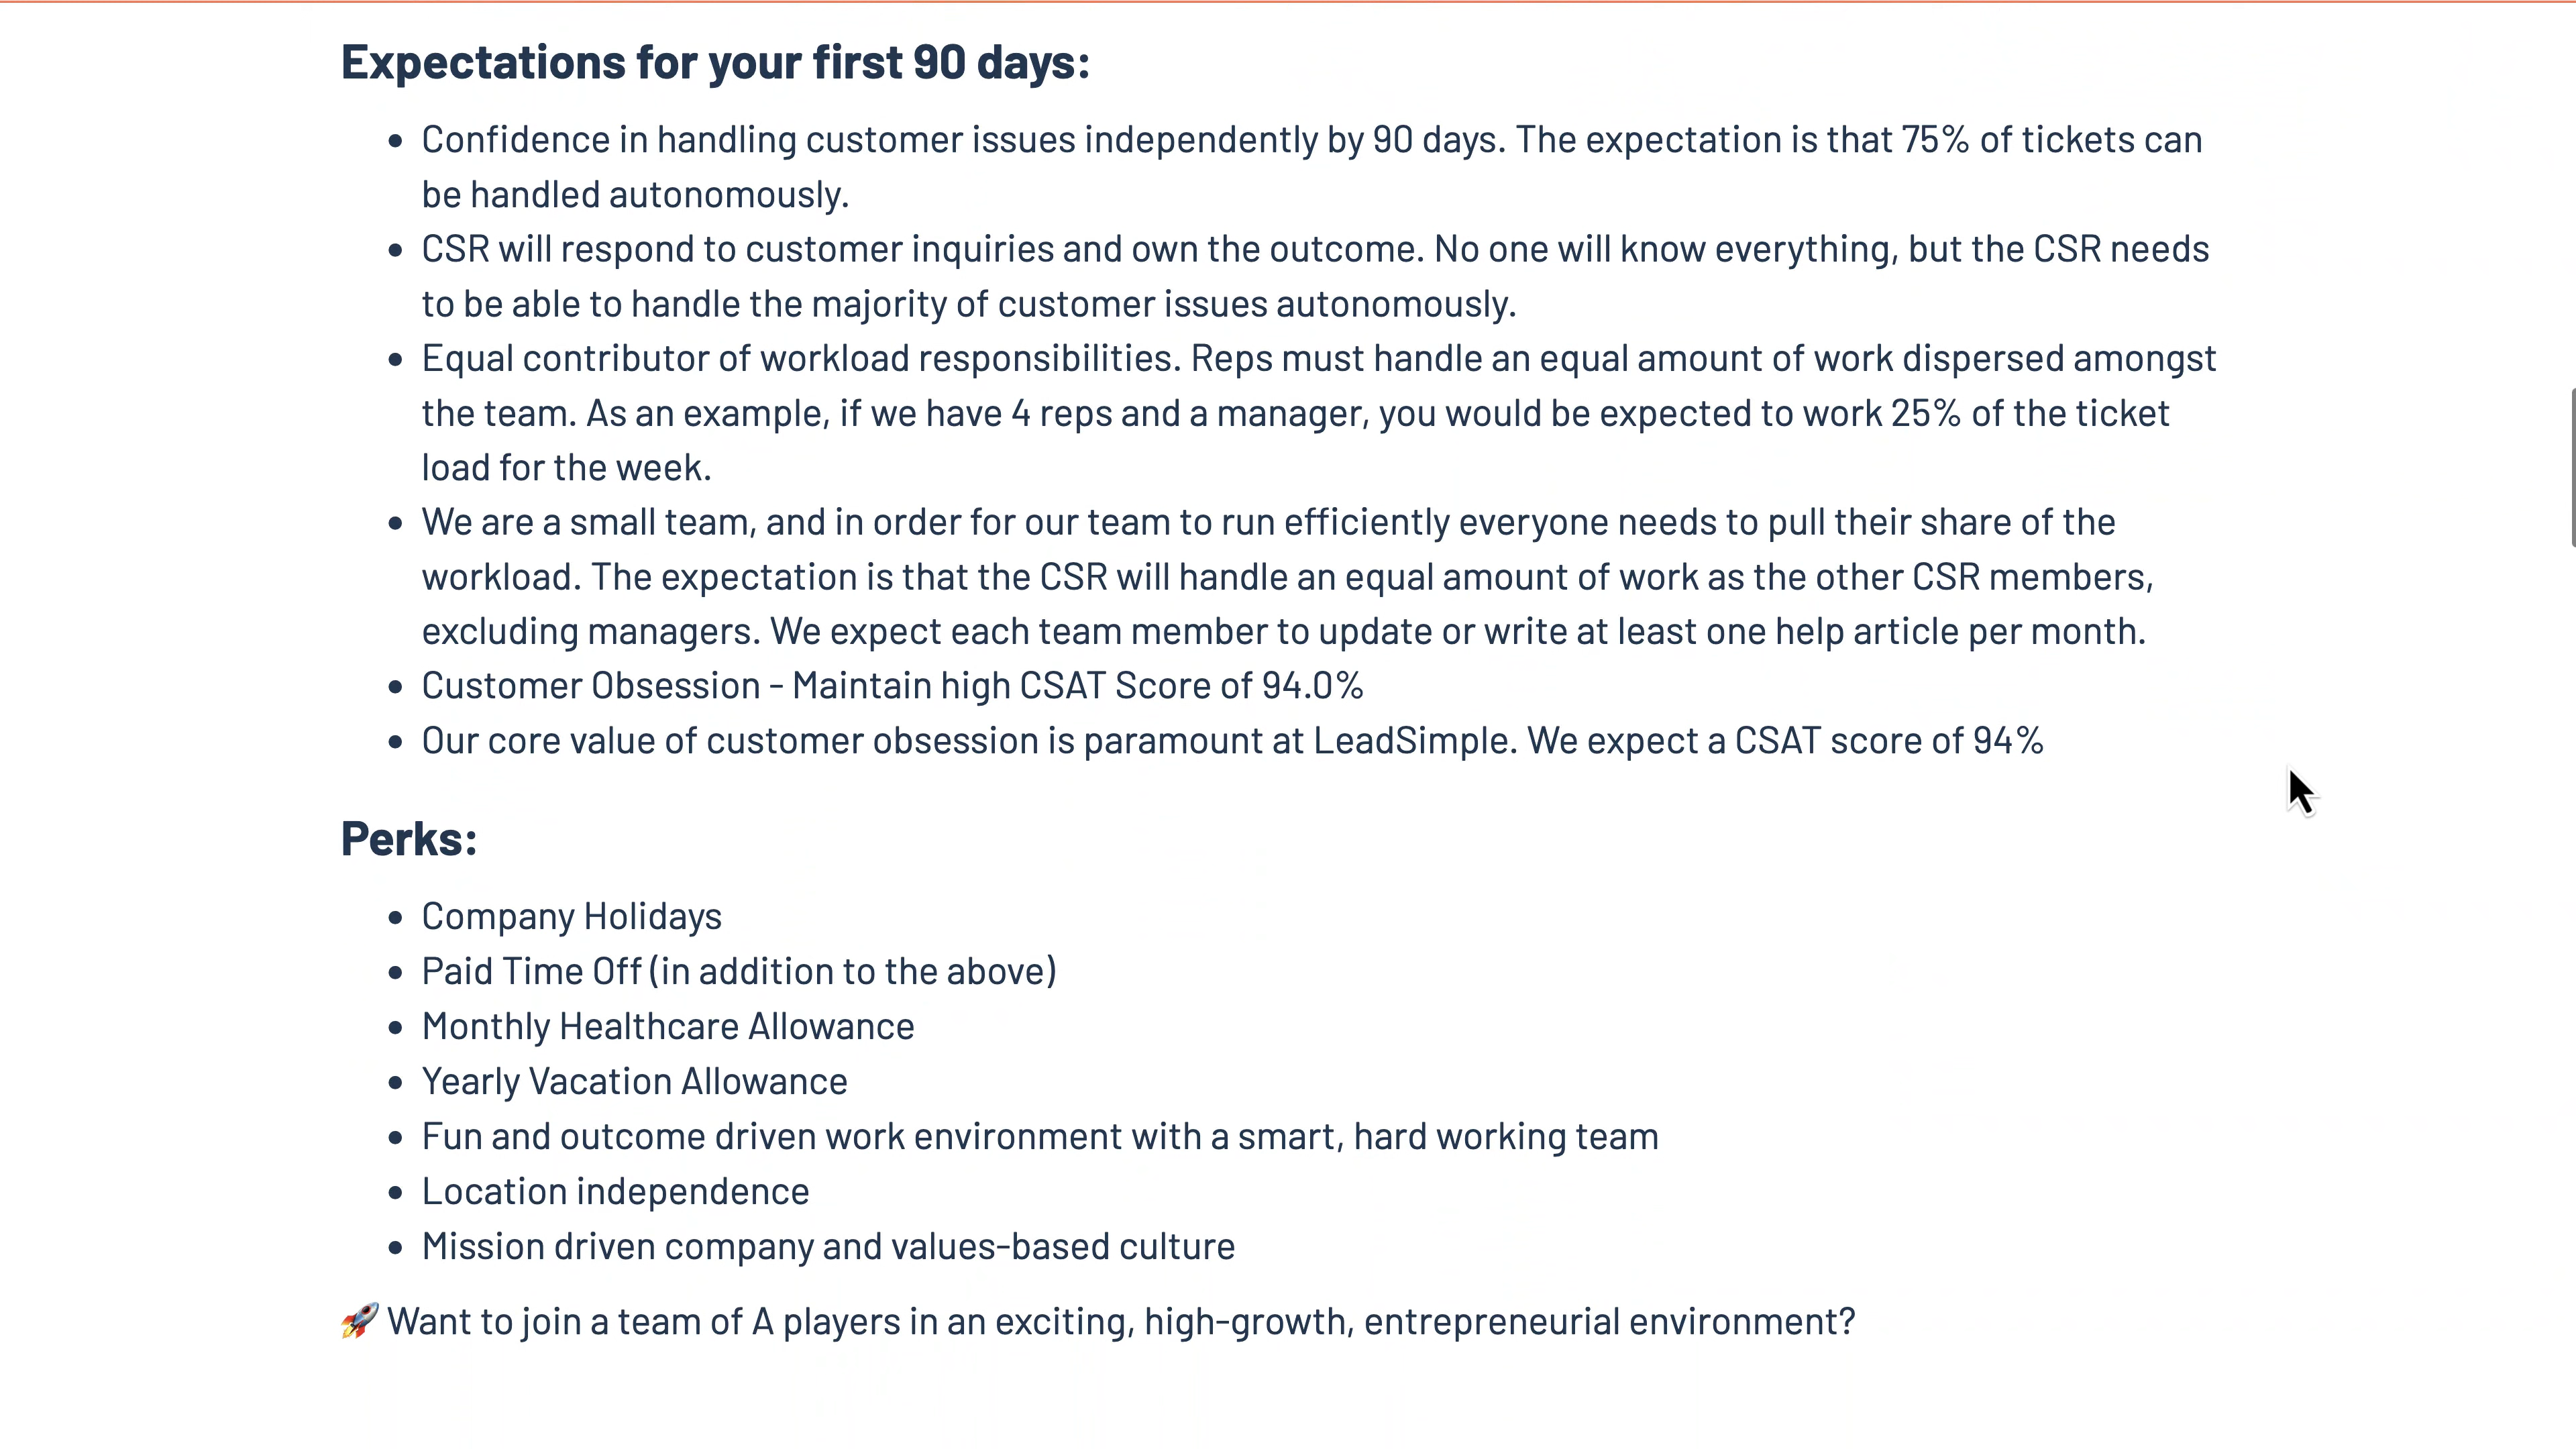 Expectations for your first 90 days:
• Confidence in handling customer issues independently by 90 days. The expectation is that 75% of tickets can
be handled autonomously.
• CSR will respond to customer inquiries and own the outcome. No one will know everything, but the CSR needs
to be able to handle the majority of customer issues autonomously.
• Equal contributor of workload responsibilities. Reps must handle an equal amount of work dispersed amongst
the team. As an example, if we have 4 reps and a manager, you would be expected to work 25% of the ticket
load for the week.
• We are a small team, and in order for our team to run efficiently everyone needs to pull their share of the
workload. The expectation is that the CSR will handle an equal amount of work as the other CSR members,
excluding managers. We expect each team member to update or write at least one help article per month.
• Customer Obsession - Maintain high CSAT Score of 94.0%
• Our core value of customer obsession is paramount at LeadSimple. We expect a CSAT score of 94%
Perks:
• Company Holidays
• Paid Time Off (in addition to the above)
• Monthly Healthcare Allowance
• Yearly Vacation Allowance
• Fun and outcome driven work environment with a smart, hard working team
• Location independence
• Mission driven company and values-based culture
🚀 Want to join a team of A players in an exciting, high-growth, entrepreneurial environment?